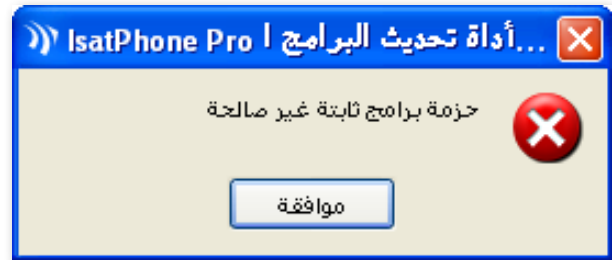 أداة تحديث البرامج ا IsatPhone Pro...
حزمة برامج ثابتة غير صالحة
موافقة